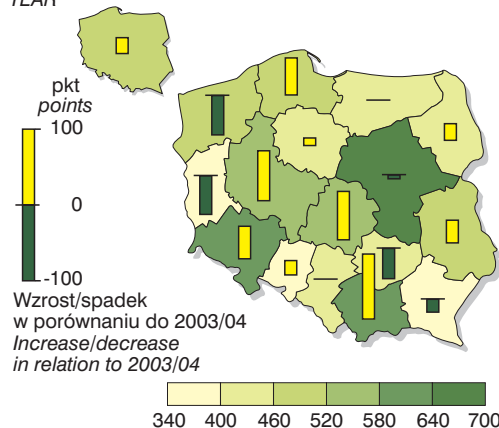 YEAR
pkt
points
100
0
-100
Wzrost/spadek
w porównaniu do 2003/04
Increase/decrease
in relation to 2003/04
340 400 460 520 580 640 700